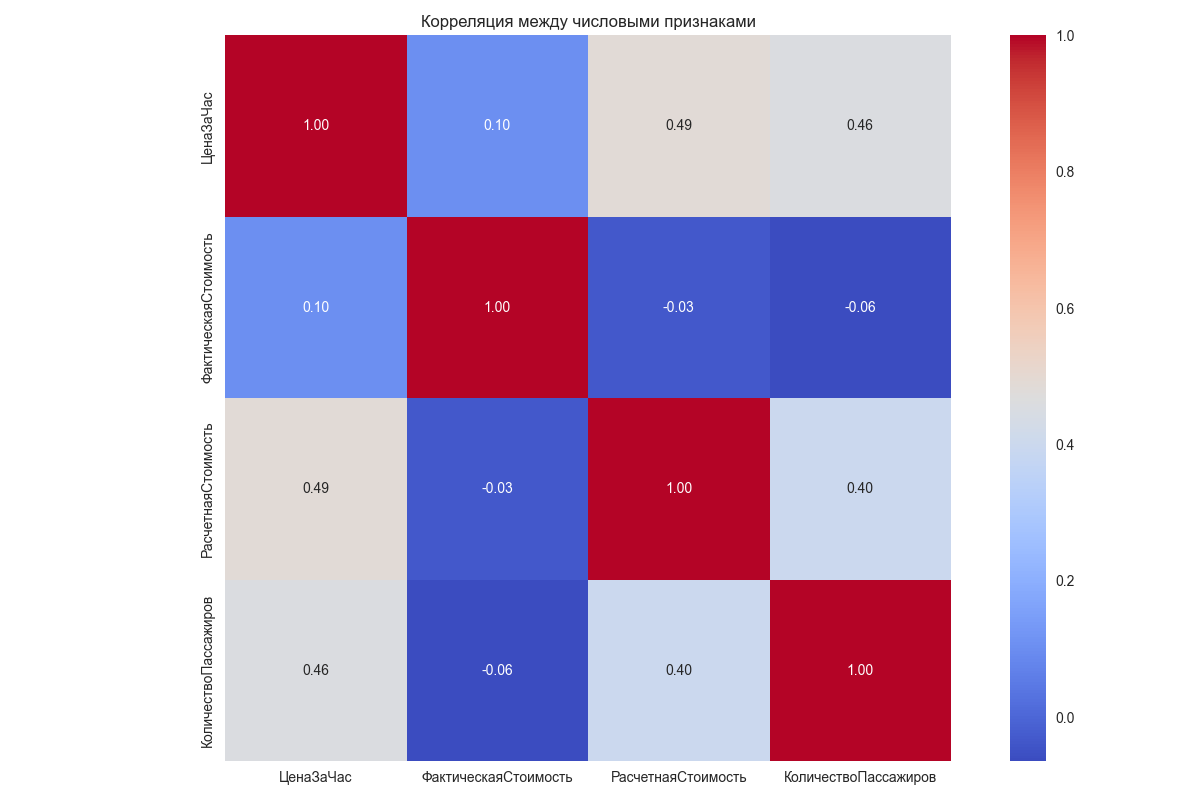 Корреляция между числовыми признаками
ЦенаЗаЧас
1.00
0.10
0.49
0.46
ФактическаяСтоимость
0.10
1.00
-0.03
-0.06
РасчетнаяСтоимость
0.49
-0.03
1.00
0.40
КоличествоПассажиров
0.46
-0.06
0.40
1.00
ЦенаЗаЧас
ФактическаяСтоимость
РасчетнаяСтоимость
КоличествоПассажиров
1.0
0.8
0.6
0.4
0.2
0.0